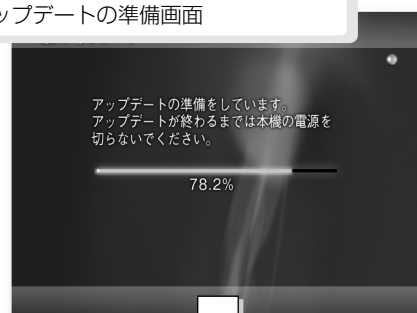 ップデートの準備画面
アップデートの準備をしています。
アップデートが終わるまでは本機の電源を
切らないでください。
78.2%